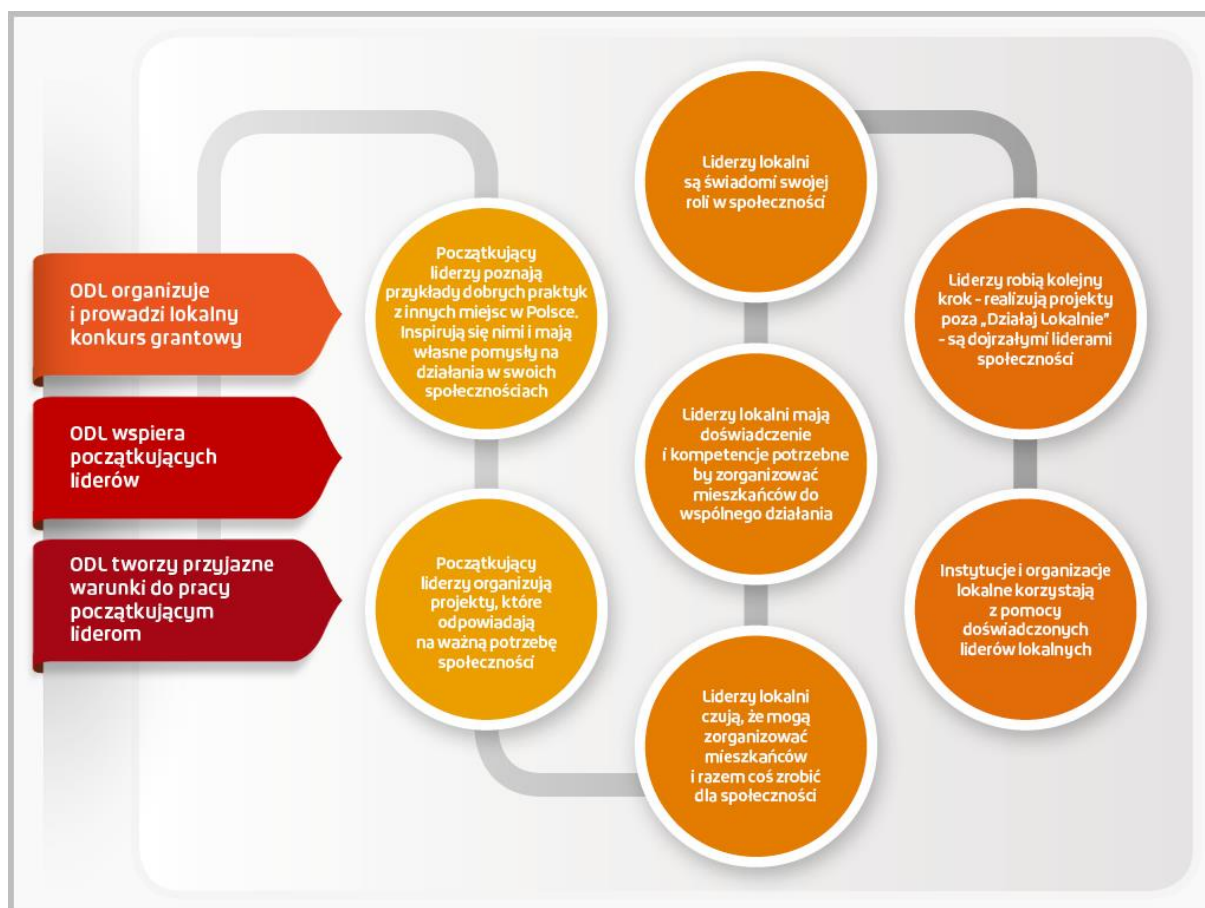 ODL organizuje
i prowadzi lokalny
konkurs grantowy
ODL wspiera
początkujących
liderów
ODL tworzy przyjazne
warunki do pracy
początkującym
liderom
Początkujący
liderzy poznają
przykłady dobrych praktyk
z innych miejsc w Polsce.
Inspirują się nimi i mają
własne pomysły na
działania w swoich
społecznościach
Początkujący
liderzy organizują
projekty, które
odpowiadają
na ważną potrzebę
społeczności
Liderzy lokalni
czują, że mogą
zorganizować
mieszkańców
i razem coś zrobić
dla społeczności
Liderzy lokalni mają
doświadczenie
i kompetencje potrzebne
by zorganizować
mieszkańców do
wspólnego działania
Liderzy lokalni
są świadomi swojej
roli w społeczności
Liderzy robią kolejny
krok - realizują projekty
poza „Działaj Lokalnie”
- są dojrzałymi liderami
społeczności
Instytucje i organizacje
lokalne korzystają
z pomocy
doświadczonych
liderów lokalnych